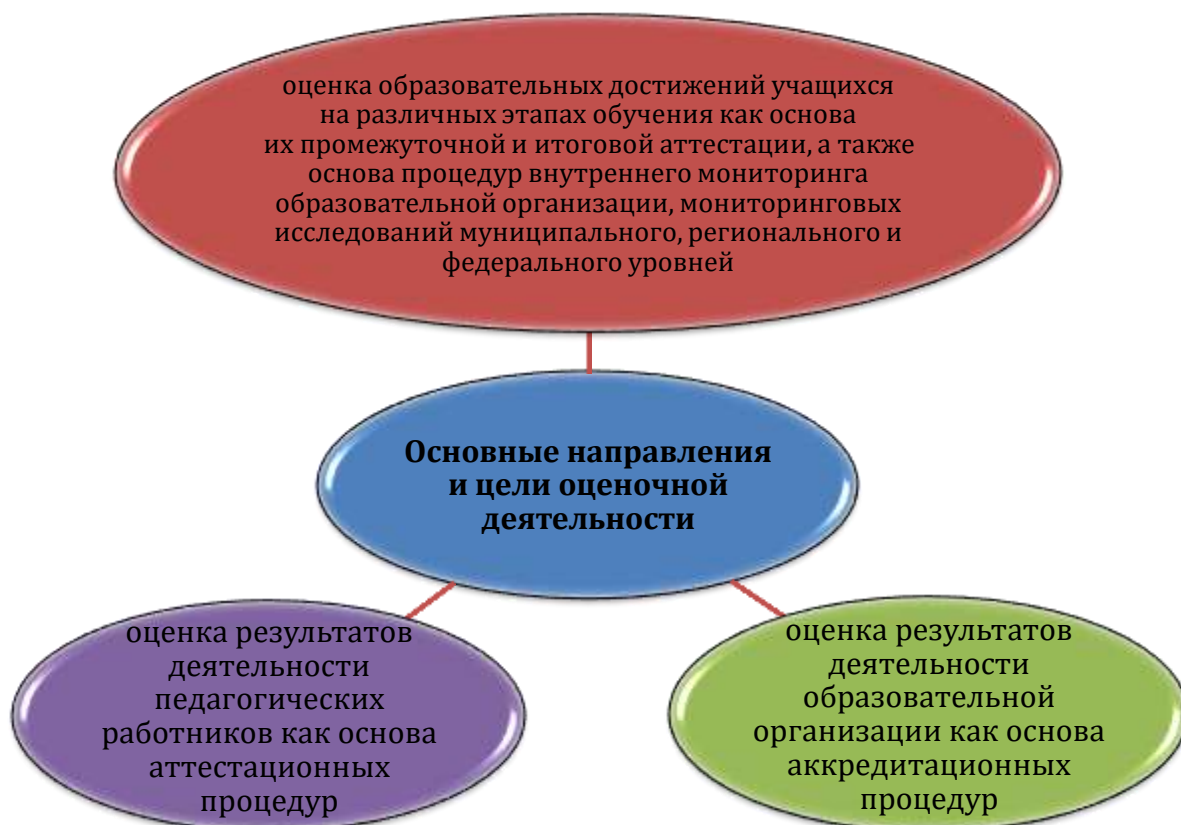 оценка образовательных достижений учащихся
на различных этапах обучения как основа
их промежуточной и итоговой аттестации, а также
основа процедур внутреннего мониторинга
образовательной организации, мониторинговых
исследований муниципального, регионального и
федерального уровней
Основные направления
и цели оценочной
деятельности
оценка результатов
деятельности
педагогических
работников как основа
аттестационных
процедур
оценка результатов
деятельности
образовательной
организации как основа
аккредитационных
процедур